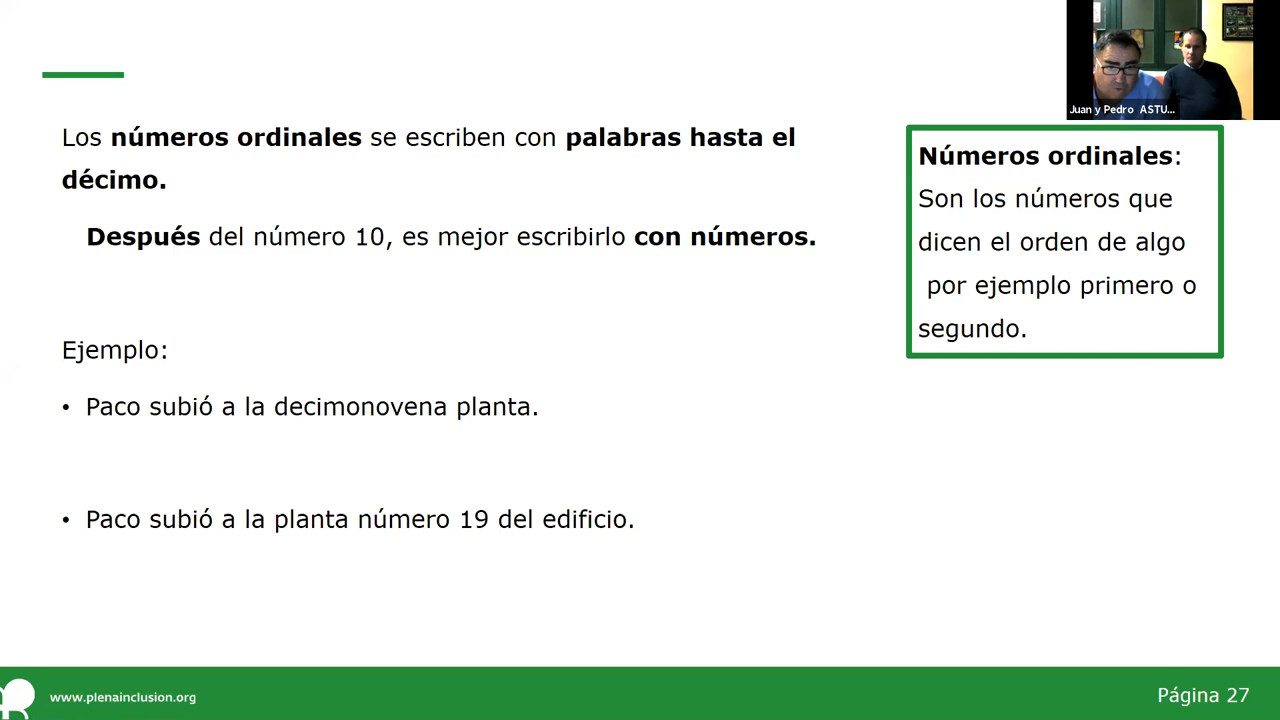 Los números ordinales se escriben con palabras hasta el
décimo.
Después del número 10, es mejor escribirlo con números.
Ejemplo:
• Paco subió a la decimonovena planta.
• Paco subió a la planta número 19 del edificio.
Juan y Pedro ASTU...
Números ordinales:
Son los números que
dicen el orden de algo
por ejemplo primero o
segundo.
www.plenainclusion.org
Página 27